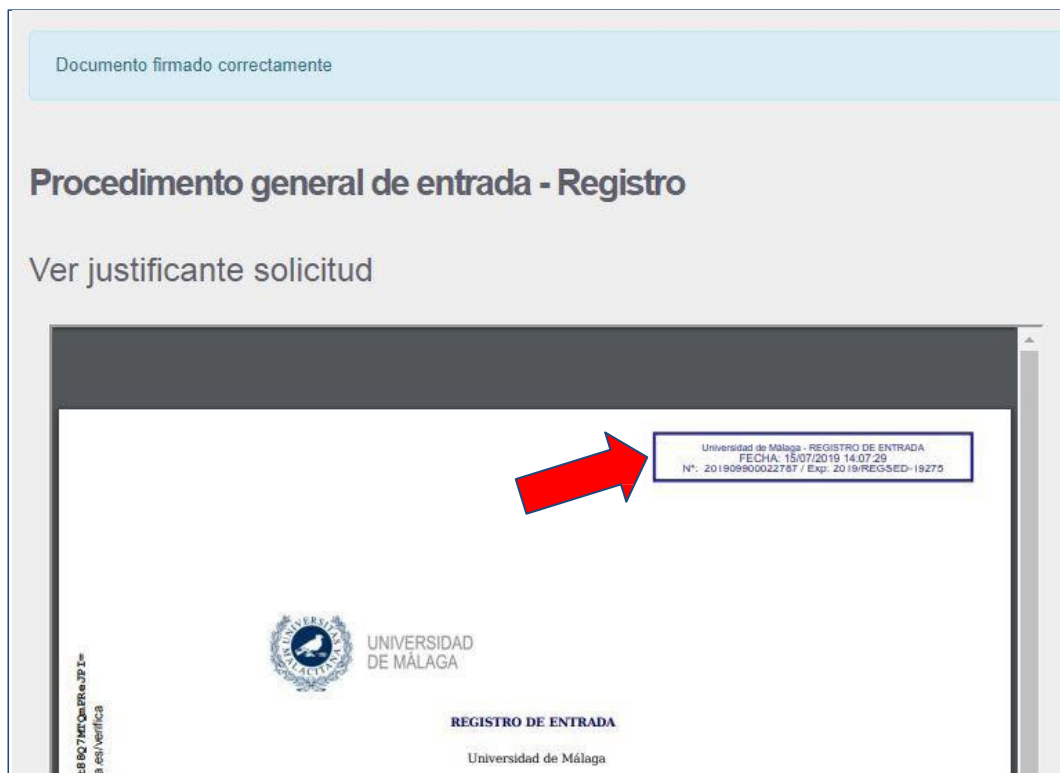 Documento firmado correctamente
Procedimento general de entrada - Registro
Ver justificante solicitud
Universidad de Málaga - REGISTRO DE ENTRADA
FECHA: 15/07/2019 14:07:29
Nº: 201909900022787 / Exp: 2019/REGSED-19275
UNIVERSIDAD
DE MÁLAGA
REGISTRO DE ENTRADA
Universidad de Málaga
a.es/verifica